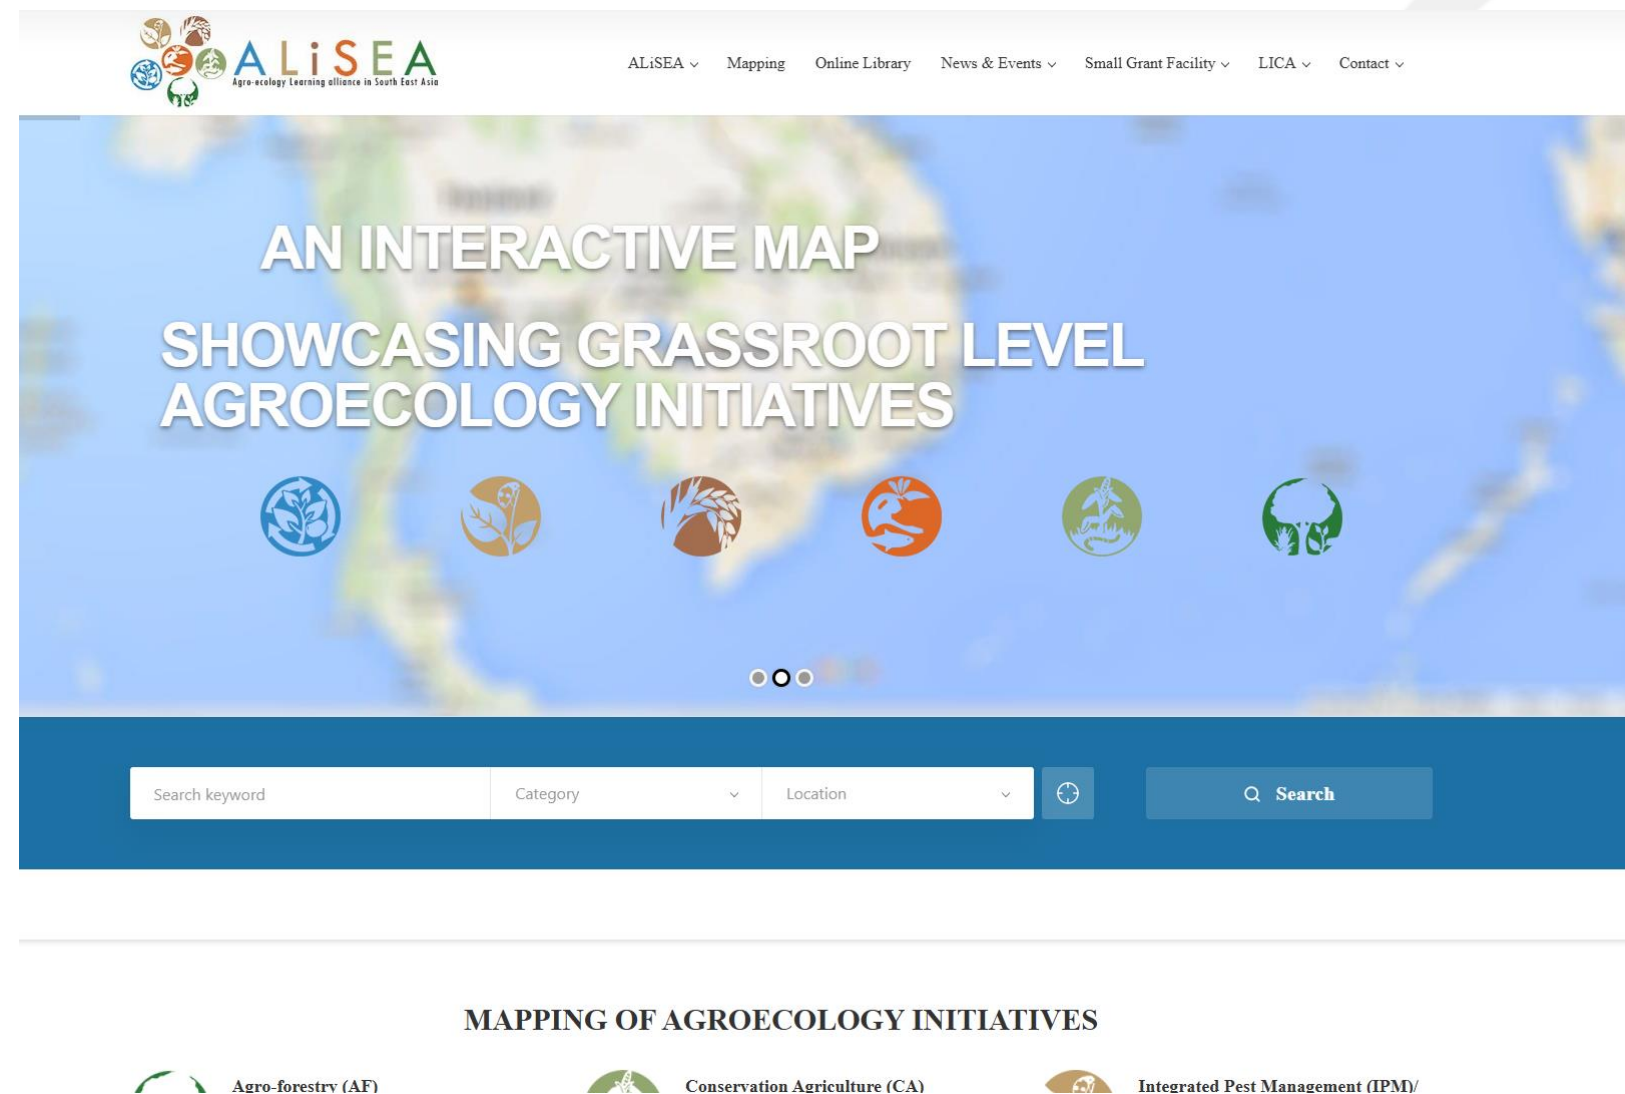 ALiSEA
Agro-ecology Learning alliance in South East Asia
ALiSEA Mapping Online Library News & Events Small Grant Facility LICA Contact
AN INTERACTIVE MAP
SHOWCASING GRASSROOT LEVEL
AGROECOLOGY INITIATIVES
Search keyword Category Location Search
MAPPING OF AGROECOLOGY INITIATIVES
Agro-forestry (AF) Conservation Agriculture (CA) Integrated Pest Management (IPM)/